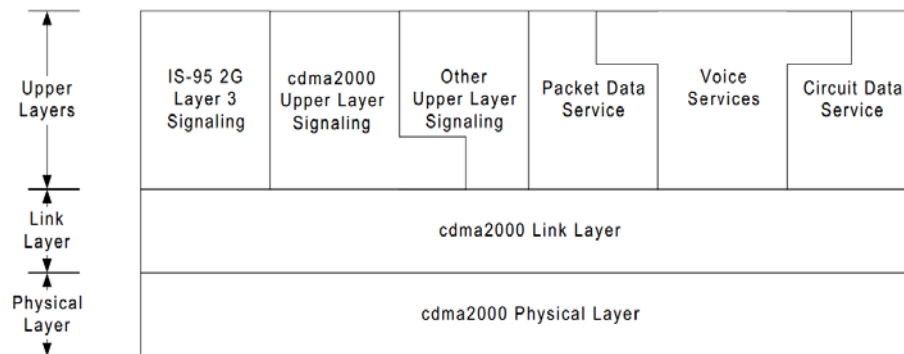 Upper
Layers
IS-95 2G
Layer 3
Signaling
cdma2000
Upper Layer
Signaling
Other
Upper Layer
Signaling
Packet Data
Service
Voice
Services
Circuit Data
Service
Link
Layer
cdma2000 Link Layer
Physical
Layer
cdma2000 Physical Layer